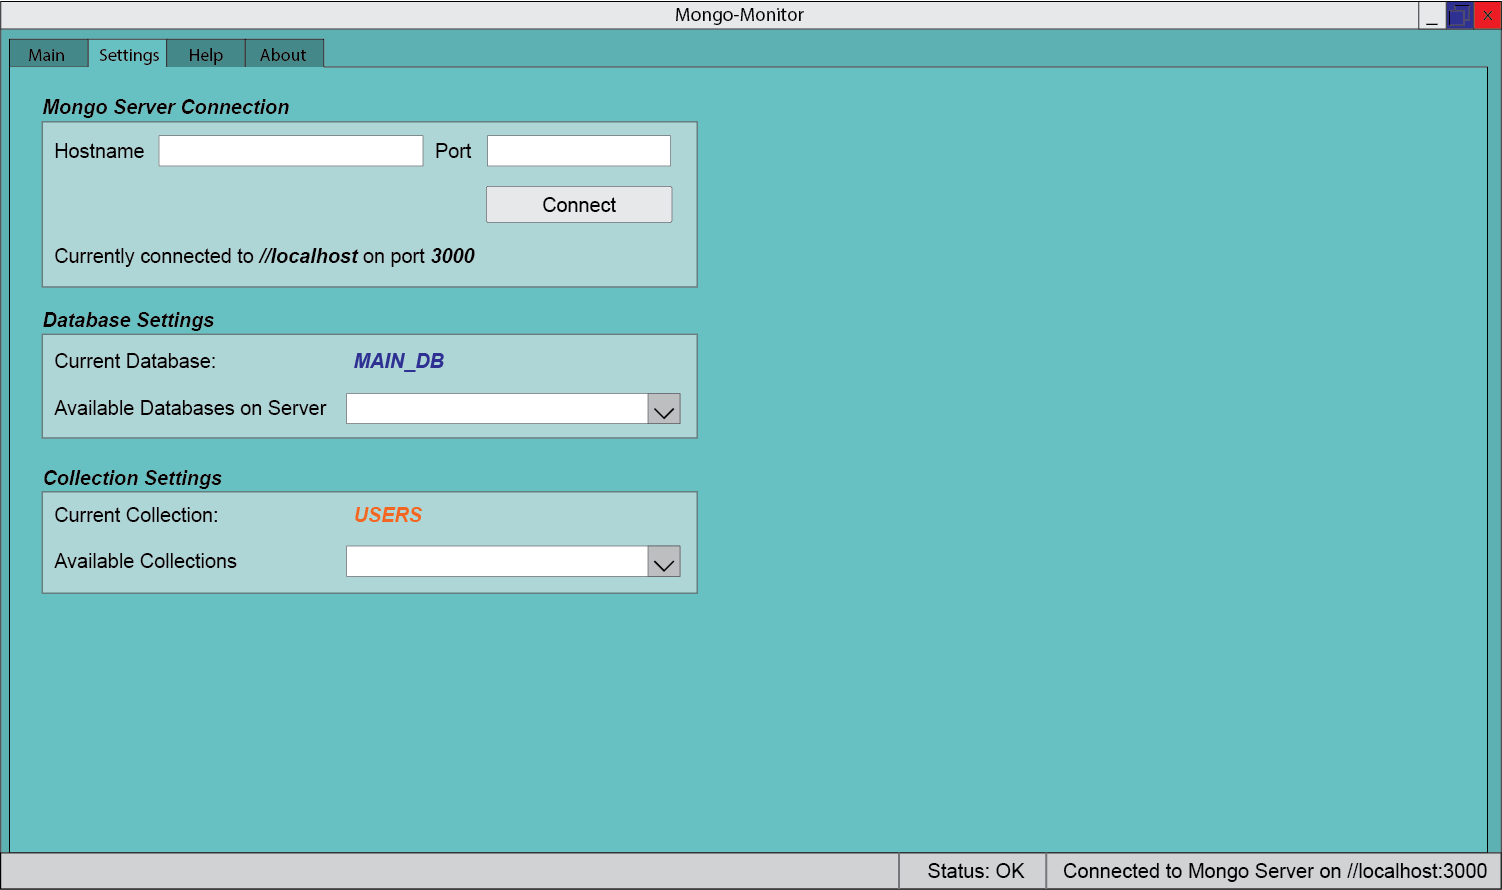 Mongo-Monitor
Main Settings Help About
Mongo Server Connection
Hostname Port
Connect
Currently connected to //localhost on port 3000
Database Settings
Current Database: MAIN_DB
Available Databases on Server
Collection Settings
Current Collection: USERS
Available Collections
Status: OK Connected to Mongo Server on //localhost:3000